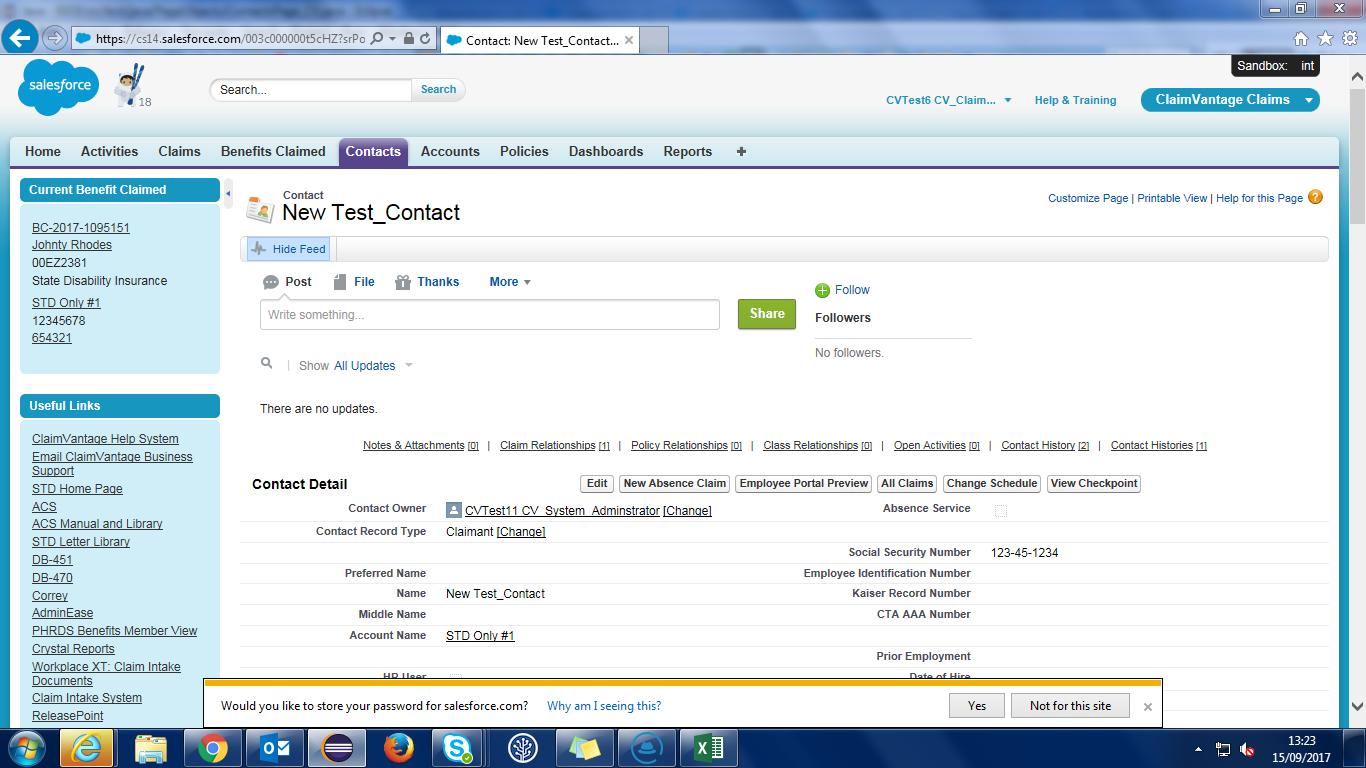 https://cs14.salesforce.com/003c000000t5cHZ?srPo
Contact: New Test_Contact...
Sandbox: int
salesforce
18
Search...
Search
CVTest6 CV_Claim...
Help & Training
ClaimVantage Claims
Home Activities Claims Benefits Claimed Contacts Accounts Policies Dashboards Reports +
Current Benefit Claimed
BC-2017-1095151
Johnty Rhodes
00EZ2381
State Disability Insurance
STD Only #1
12345678
654321
Useful Links
ClaimVantage Help System
Email ClaimVantage Business
Support
STD Home Page
ACS
ACS Manual and Library
STD Letter Library
DB-451
DB-470
Correy
AdminEase
PHRDS Benefits Member View
Crystal Reports
Workplace XT: Claim Intake
Documents
Claim Intake System
ReleasePoint
Contact
New Test_Contact
Customize Page | Printable View | Help for this Page
Hide Feed
Post File Thanks More
Write something...
Share
Follow
Followers
No followers.
Show All Updates
There are no updates.
Notes & Attachments [0] | Claim Relationships [1] | Policy Relationships [0] | Class Relationships [0] | Open Activities [0] | Contact History [2] | Contact Histories [1]
Contact Detail
Edit New Absence Claim Employee Portal Preview All Claims Change Schedule View Checkpoint
Contact Owner CVTest11 CV_System_Adminstrator [Change] Absence Service
Contact Record Type Claimant [Change]
Social Security Number 123-45-1234
Preferred Name Employee Identification Number
Name New Test_Contact Kaiser Record Number
Middle Name CTA AAA Number
Account Name STD Only #1
Prior Employment
HR User Date of Hire
Would you like to store your password for salesforce.com? Why am I seeing this? Yes Not for this site
13:23
15/09/2017